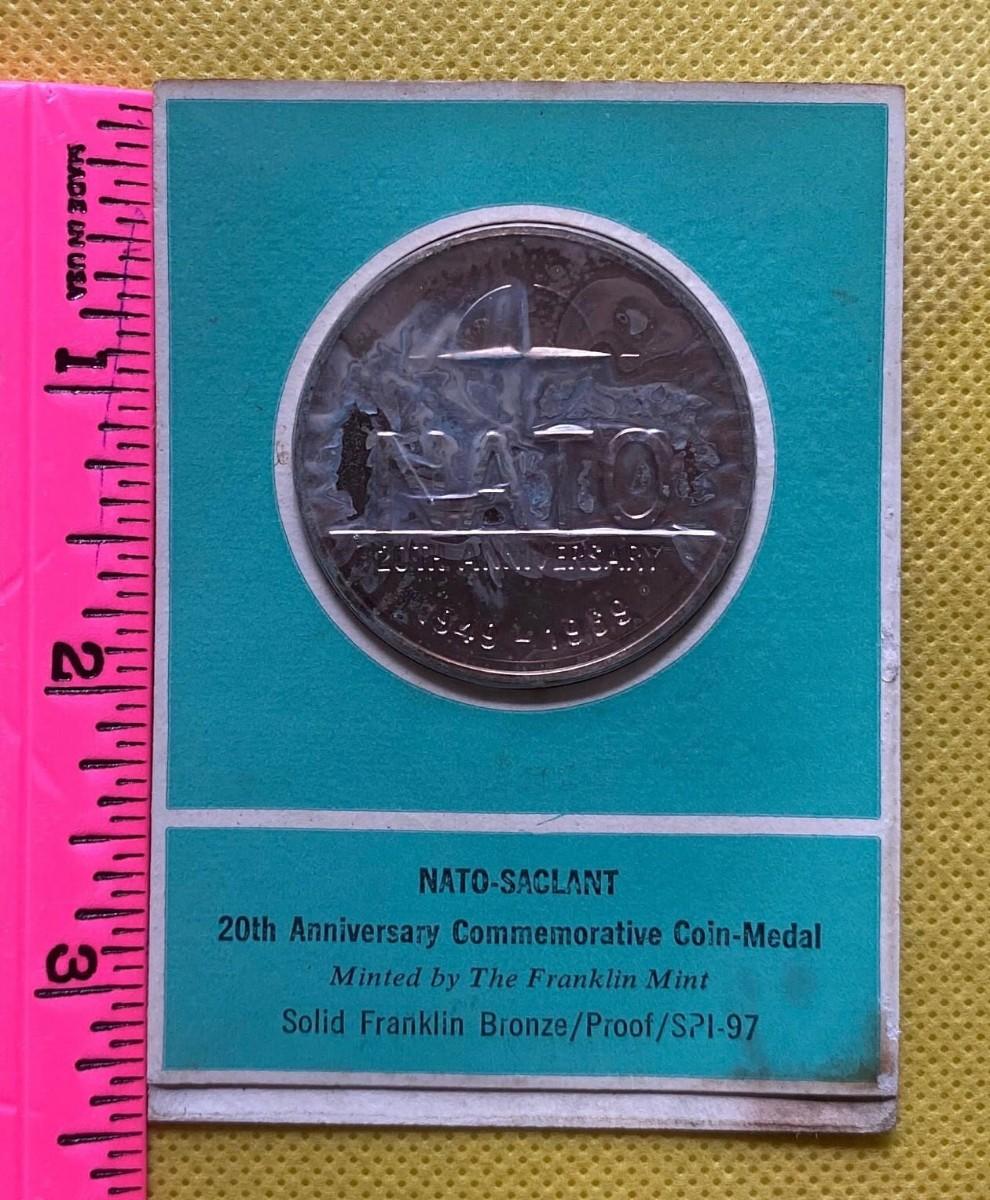 MADE IN USA
1
2
3
NATO
20TH ANNIVERSARY
1949 - 1969
NATO-SACLANT
20th Anniversary Commemorative Coin-Medal
Minted by The Franklin Mint
Solid Franklin Bronze/Proof/SPI-97